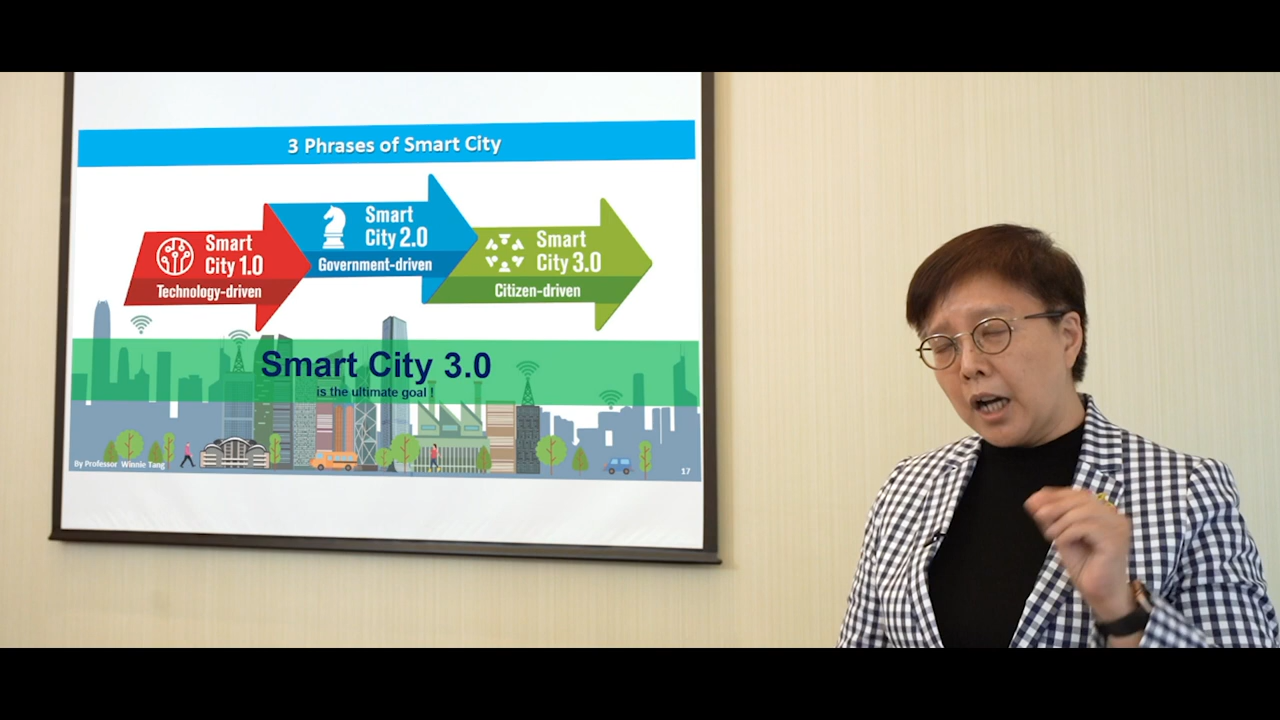 3 Phrases of Smart City
Smart
City 1.0
Technology-driven
Smart
City 2.0
Government-driven
Smart
City 3.0
Citizen-driven
Smart City 3.0
is the ultimate goal !
By Professor Winnie Tang
17